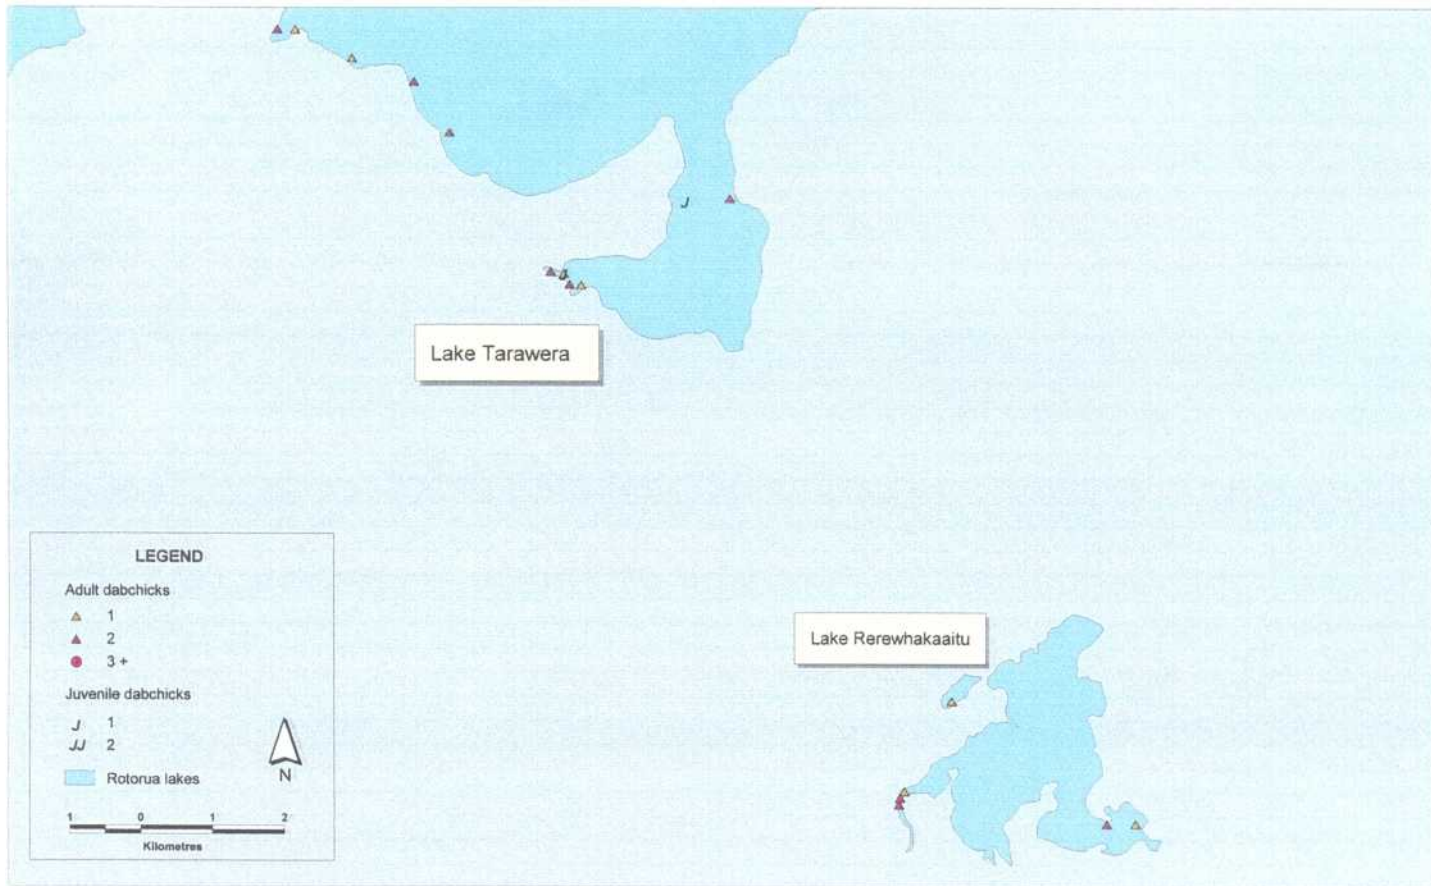 J
J
Lake Tarawera
Lake Rerewhakaaitu
LEGEND
Adult dabchicks
1
2
3 +
Juvenile dabchicks
J 1
JJ 2
N
Rotorua lakes
1 0 1 2
Kilometres